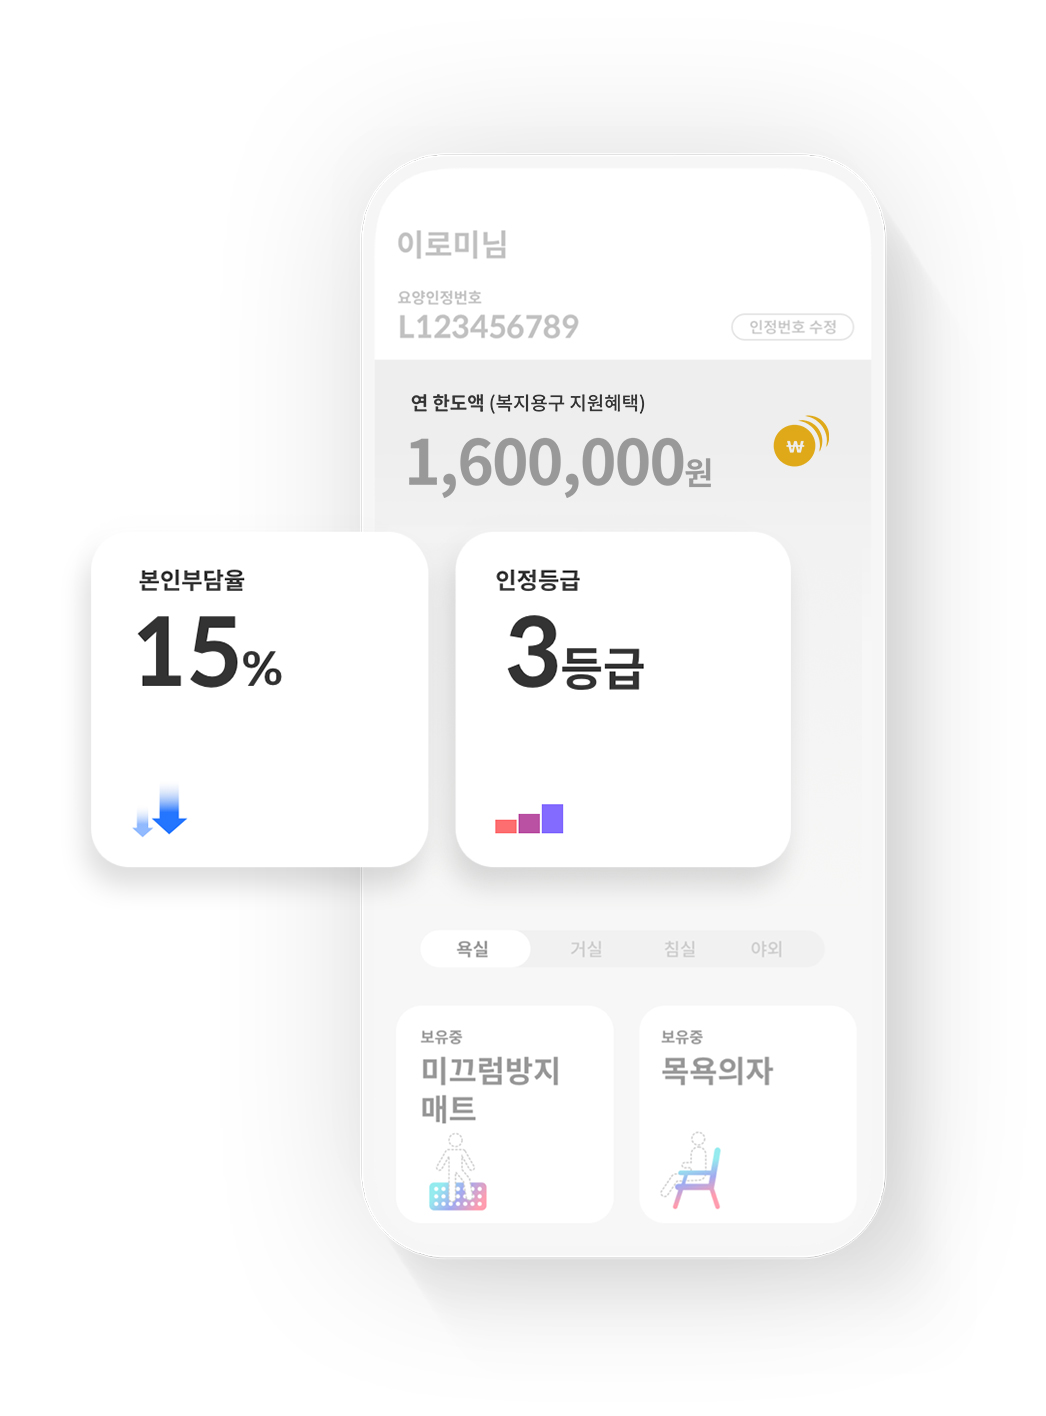 이로미님
요양인정번호
L123456789
인정번호 수정
연 한도액 (복지용구 지원혜택)
1,600,000원
₩
본인부담율
15%
인정등급
3등급
욕실 거실 침실 야외
보유중
미끄럼방지
매트
보유중
목욕의자